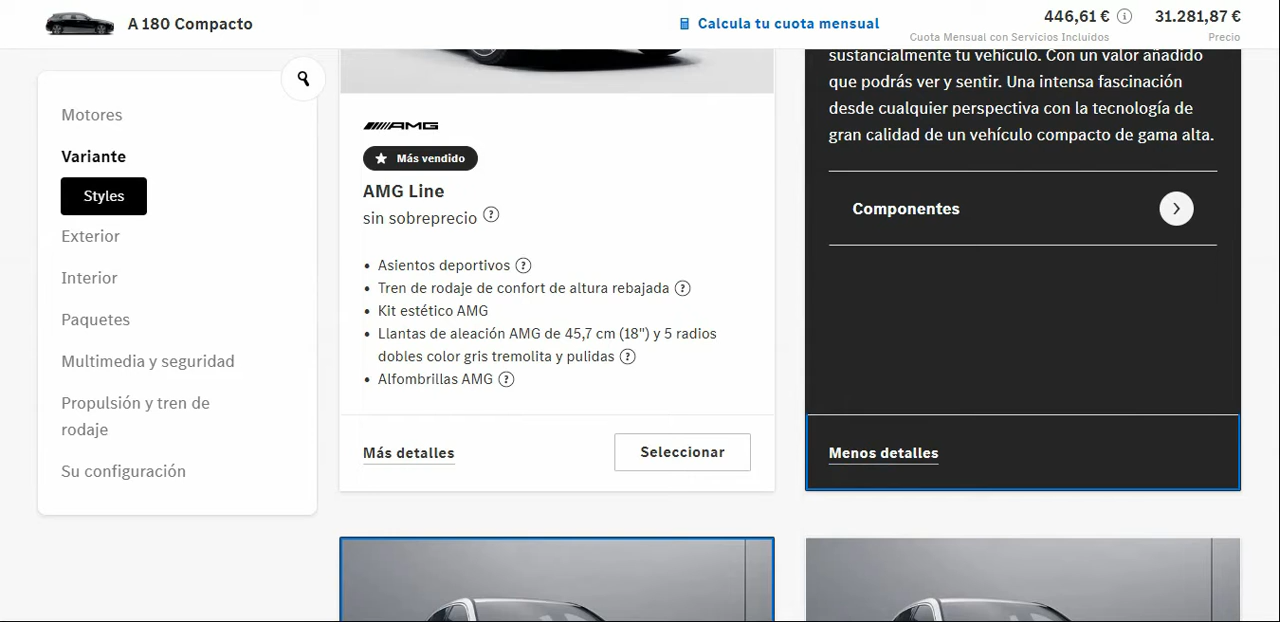 A 180 Compacto
Calcula tu cuota mensual
446,61 €
Cuota Mensual con Servicios Incluidos
31.281,87 €
Precio
Motores
Variante
Styles
Exterior
Interior
Paquetes
Multimedia y seguridad
Propulsión y tren de
rodaje
Su configuración
AMG
Más vendido
AMG Line
sin sobreprecio ?
• Asientos deportivos ?
• Tren de rodaje de confort de altura rebajada ?
• Kit estético AMG
• Llantas de aleación AMG de 45,7 cm (18") y 5 radios
dobles color gris tremolita y pulidas ?
• Alfombrillas AMG ?
Más detalles
Seleccionar
sustancialmente tu vehículo. Con un valor añadido
que podrás ver y sentir. Una intensa fascinación
desde cualquier perspectiva con la tecnología de
gran calidad de un vehículo compacto de gama alta.
Componentes
Menos detalles